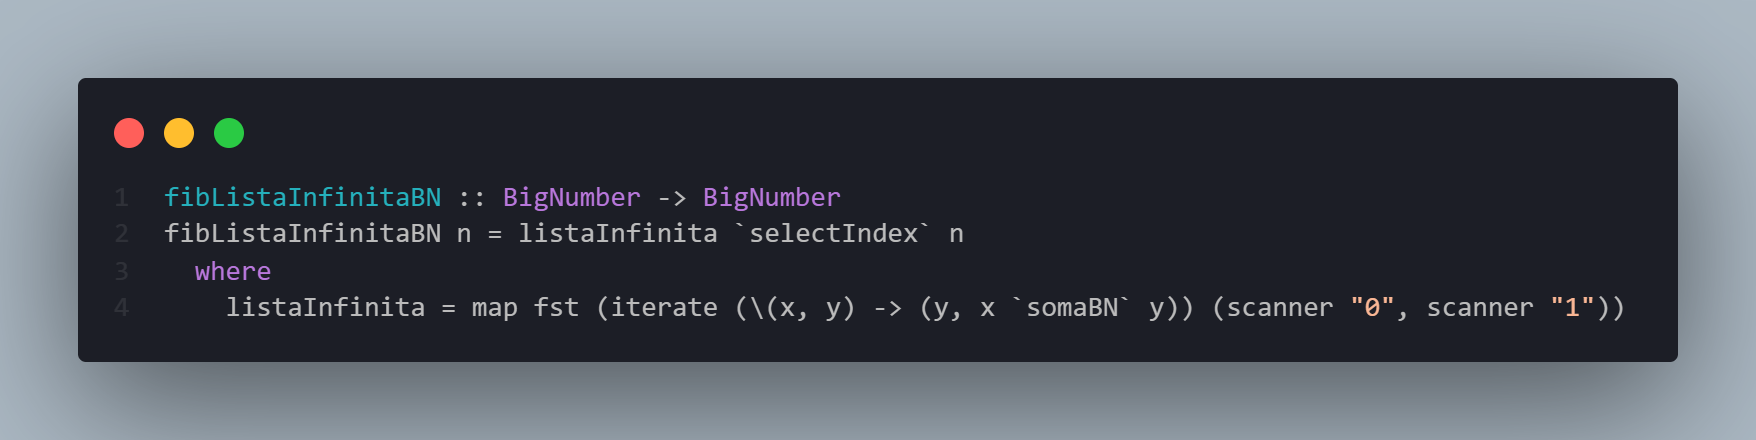 1 fibListaInfinitaBN :: BigNumber -> BigNumber
2 fibListaInfinitaBN n = listaInfinita `selectIndex` n
3   where
4     listaInfinita = map fst (iterate (\(x, y) -> (y, x `somaBN` y)) (scanner "0", scanner "1"))